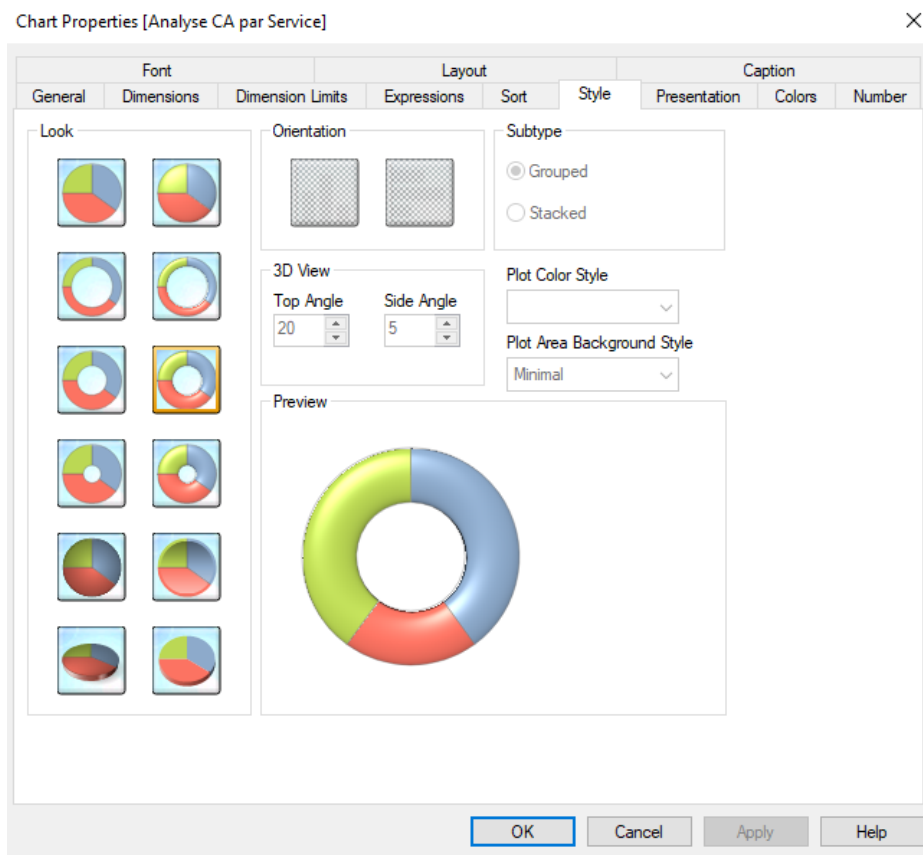 Chart Properties [Analyse CA par Service]
Font Layout Caption
General Dimensions Dimension Limits Expressions Sort Style Presentation Colors Number
Look
Orientation
Subtype
Grouped
Stacked
3D View
Top Angle Side Angle
20 5
Plot Color Style
Plot Area Background Style
Minimal
Preview
OK Cancel Apply Help